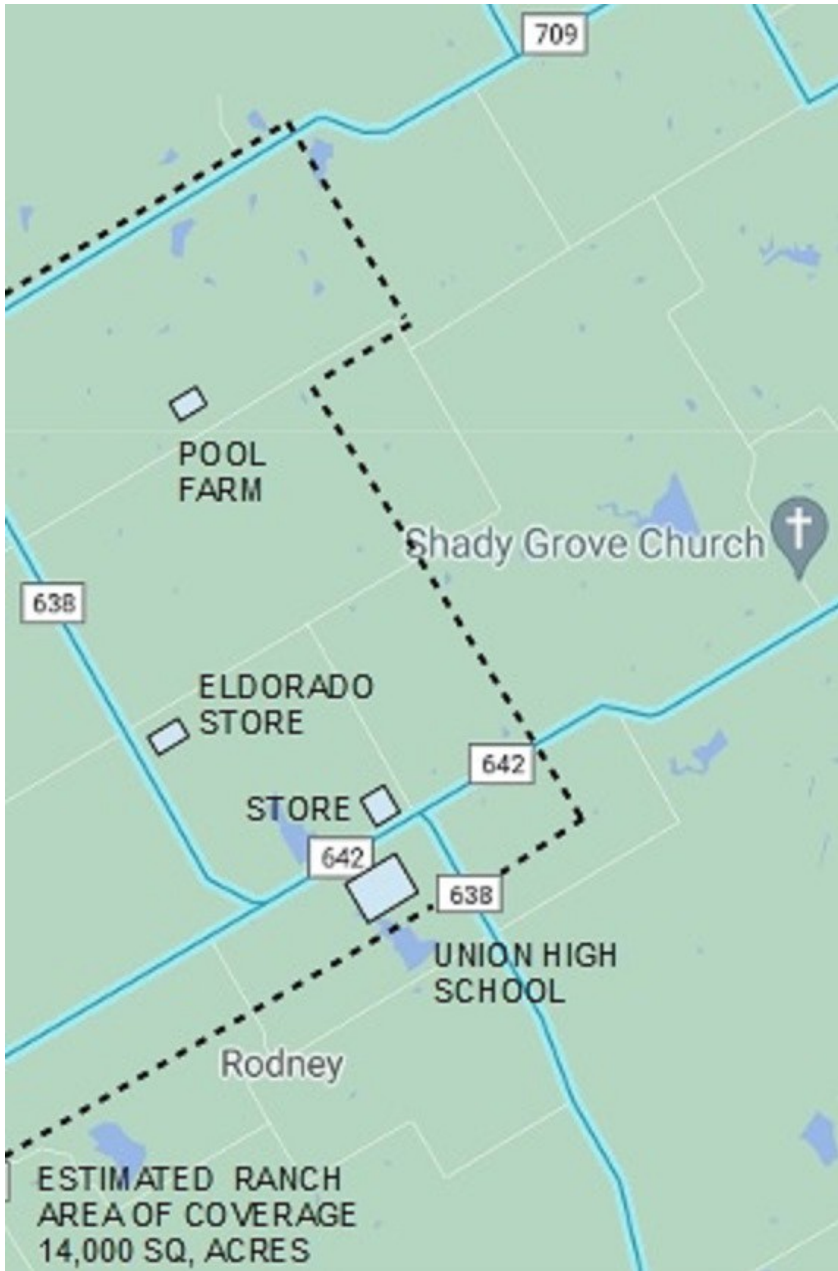 709
POOL
FARM
Shady Grove Church
638
ELDORADO
STORE
642
STORE
642
638
UNION HIGH
SCHOOL
Rodney
ESTIMATED RANCH
AREA OF COVERAGE
14,000 SQ, ACRES